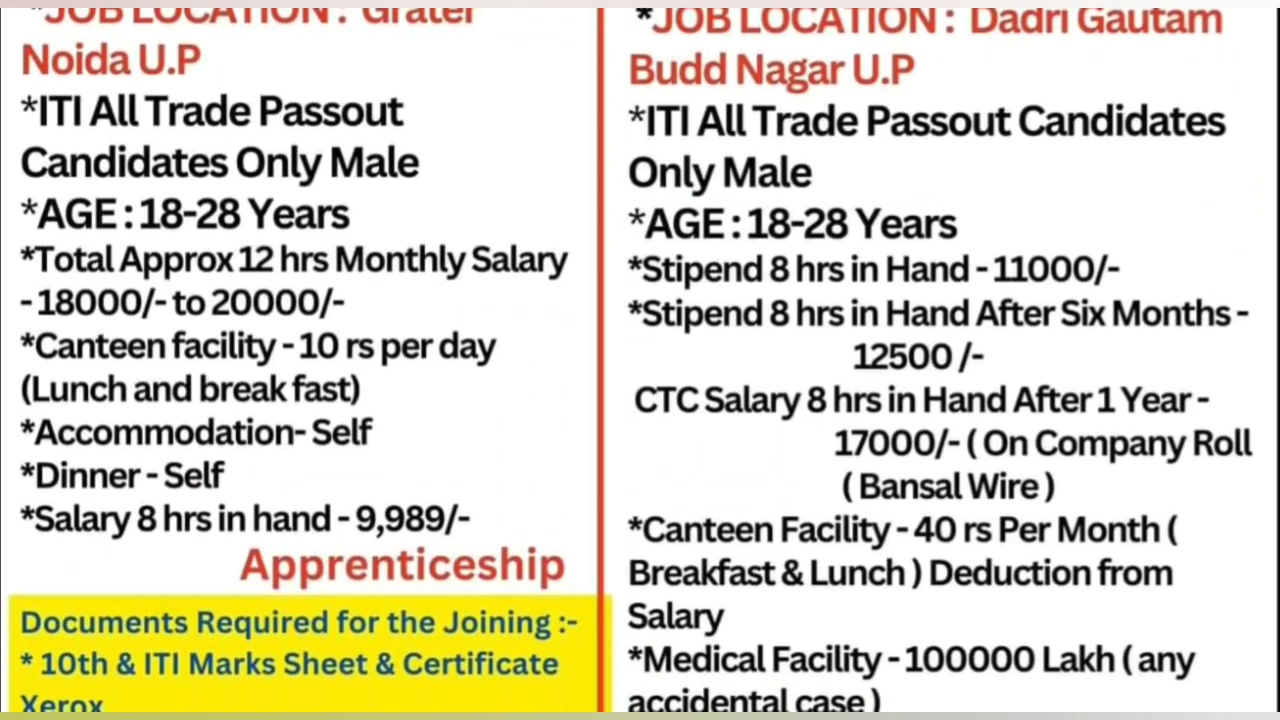 *JOB LOCATION : Grater
Noida U.P
*ITI All Trade Passout
Candidates Only Male
*AGE : 18-28 Years
*Total Approx 12 hrs Monthly Salary
- 18000/- to 20000/-
*Canteen facility - 10 rs per day
(Lunch and break fast)
*Accommodation- Self
*Dinner - Self
*Salary 8 hrs in hand - 9,989/-
Apprenticeship
Documents Required for the Joining :-
* 10th & ITI Marks Sheet & Certificate
Xerox
*JOB LOCATION : Dadri Gautam
Budd Nagar U.P
*ITI All Trade Passout Candidates
Only Male
*AGE : 18-28 Years
*Stipend 8 hrs in Hand - 11000/-
*Stipend 8 hrs in Hand After Six Months -
12500 /-
CTC Salary 8 hrs in Hand After 1 Year -
17000/- ( On Company Roll
( Bansal Wire )
*Canteen Facility - 40 rs Per Month (
Breakfast & Lunch ) Deduction from
Salary
*Medical Facility - 100000 Lakh ( any
accidental case )